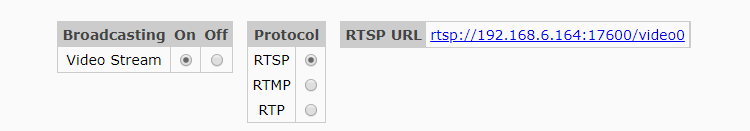 Broadcasting On Off
Video Stream
Protocol
RTSP
RTMP
RTP
RTSP URL rtsp://192.168.6.164:17600/video0